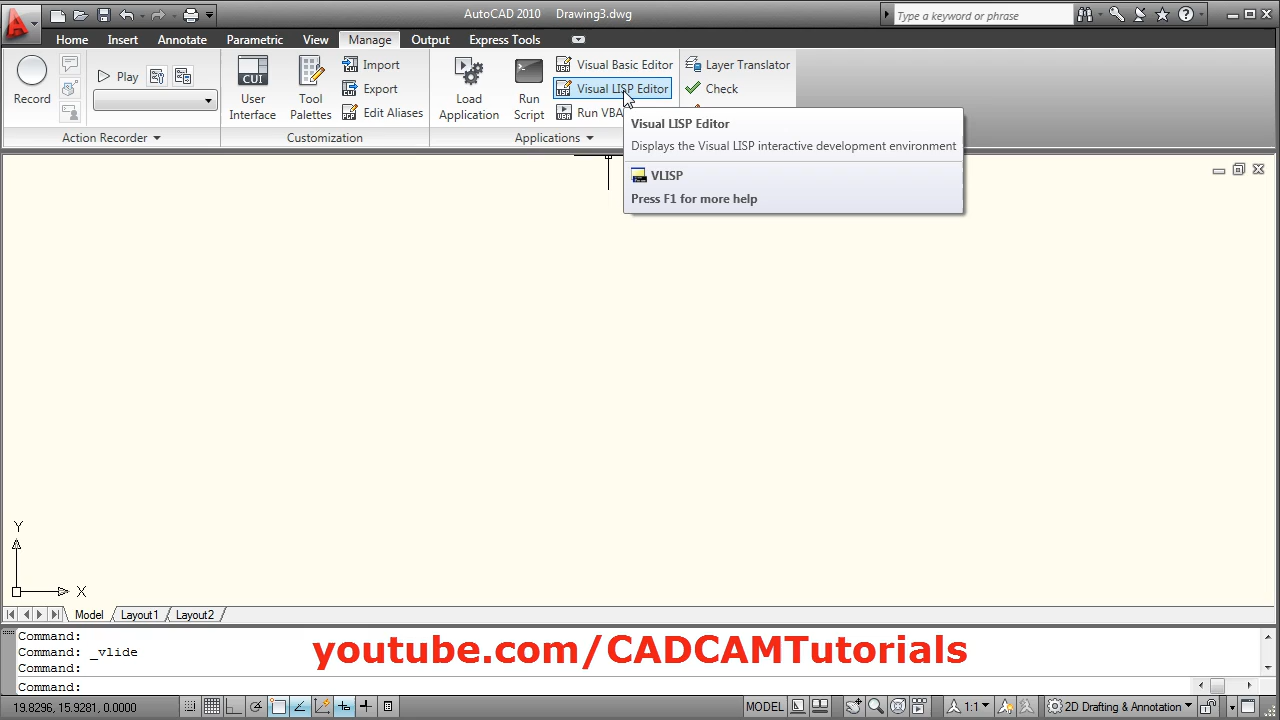 AutoCAD 2010 Drawing3.dwg
Type a keyword or phrase
Home Insert Annotate Parametric View Manage Output Express Tools
Record
Play
Action Recorder
CUI
User
Interface
Tool
Palettes
Import
Export
Edit Aliases
Customization
Load
Application
Run
Script
Visual Basic Editor
Visual LISP Editor
Run VBA
Applications
Layer Translator
Check
Visual LISP Editor
Displays the Visual LISP interactive development environment
VLISP
Press F1 for more help
Y
X
Model Layout1 Layout2
Command:
Command: _vlide
Command:
Command:
youtube.com/CADCAMTutorials
19.8296, 15.9281, 0.0000
MODEL
1:1
2D Drafting & Annotation